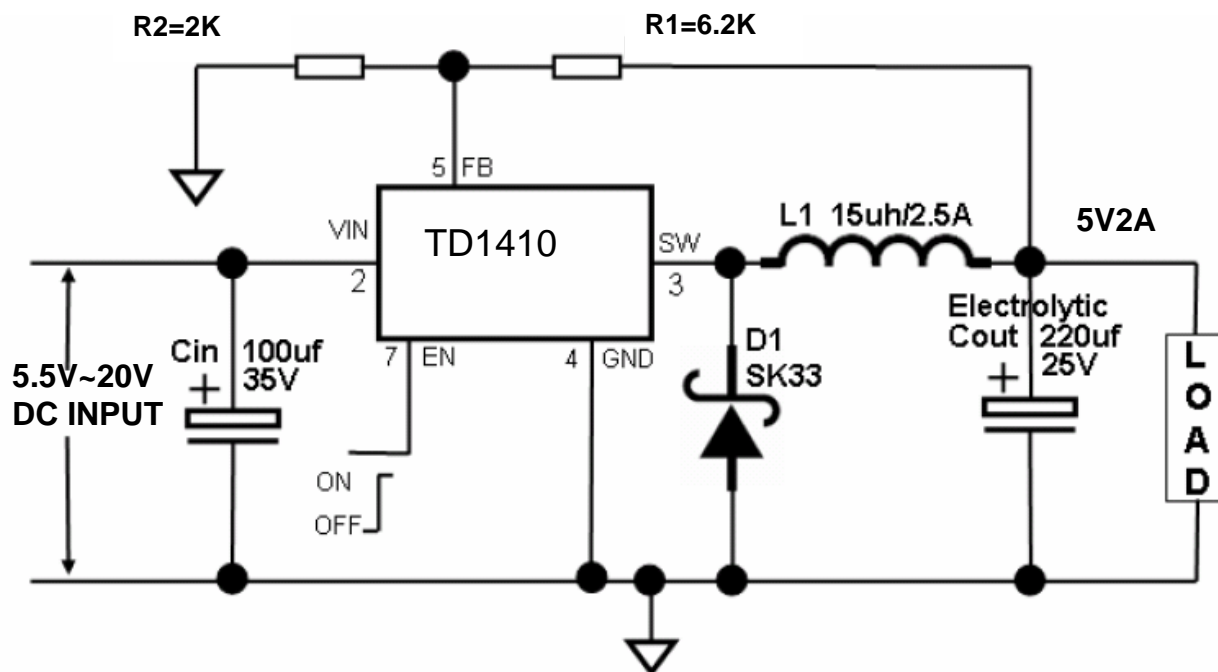 R2=2K
R1=6.2K
5 FB
VIN
TD1410
SW
2
3
L1 15uh/2.5A
5V2A
Cin 100uf
35V
+
7 EN
4 GND
D1
SK33
Electrolytic
Cout 220uf
25V
+
5.5V~20V
DC INPUT
ON
OFF
L
O
A
D